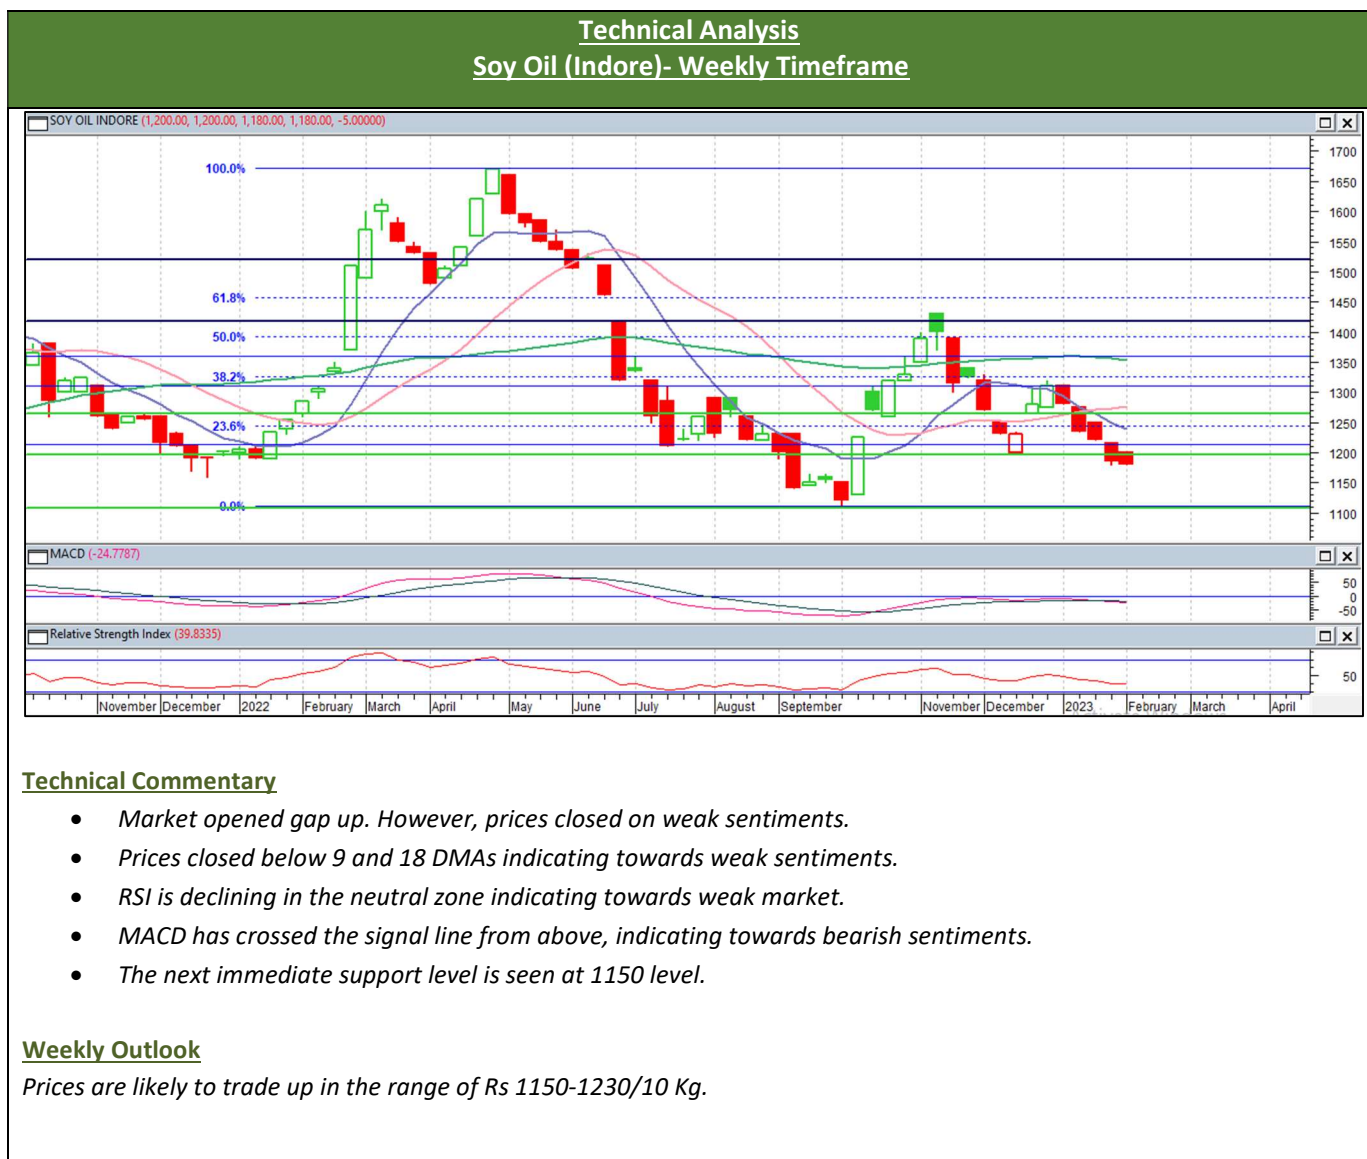 Technical Analysis
Soy Oil (Indore)- Weekly Timeframe
SOY OIL INDORE (1,200.00, 1,200.00, 1,180.00, 1,180.00, -5.00000)
1700
1650
1600
1550
1500
1450
1400
1350
1300
1250
1200
1150
1100
100.0%
61.8%
50.0%
38.2%
23.6%
0.0%
MACD (-24.7787)
50
0
-50
Relative Strength Index (39.8335)
50
November December 2022 February March April May June July August September November December 2023 February March April
Technical Commentary
• Market opened gap up. However, prices closed on weak sentiments.
• Prices closed below 9 and 18 DMAs indicating towards weak sentiments.
• RSI is declining in the neutral zone indicating towards weak market.
• MACD has crossed the signal line from above, indicating towards bearish sentiments.
• The next immediate support level is seen at 1150 level.
Weekly Outlook
Prices are likely to trade up in the range of Rs 1150-1230/10 Kg.